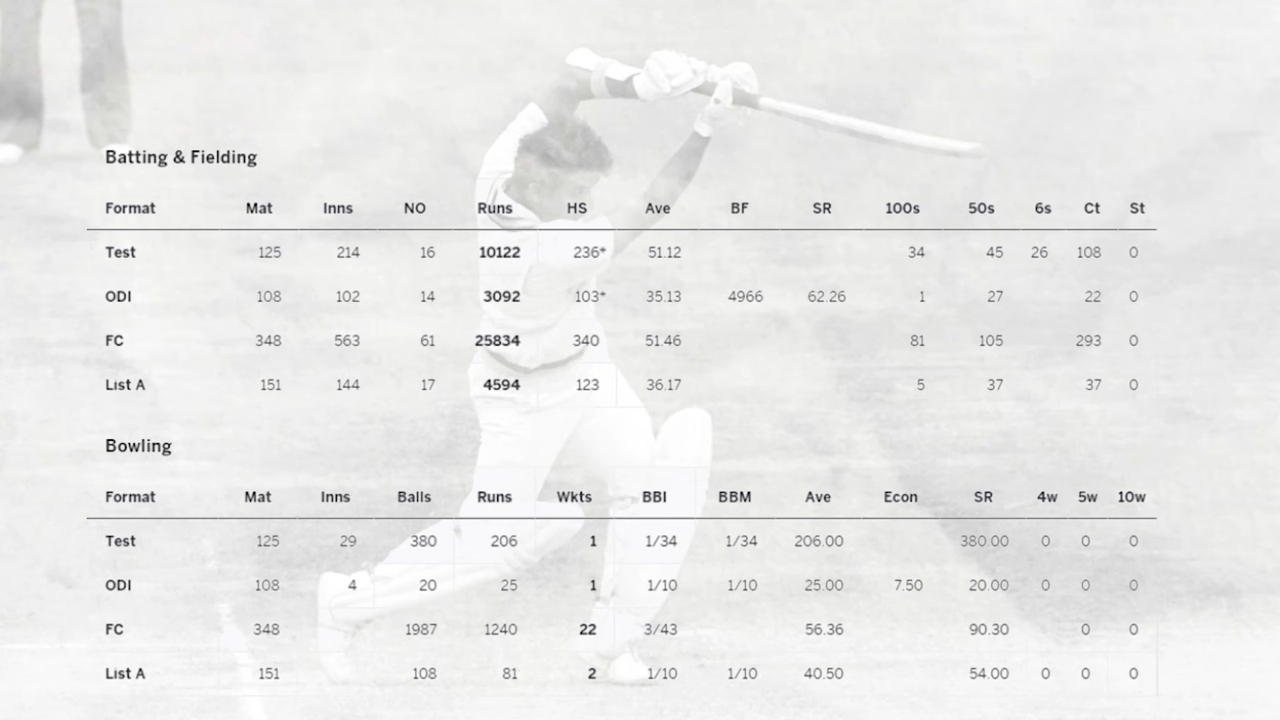 Batting & Fielding
Format Mat Inns NO Runs HS Ave BF SR 100s 50s 6s Ct St
Test 125 214 16 10122 236* 51.12 34 45 26 108 0
ODI 108 102 14 3092 103* 35.13 4966 62.26 1 27 22 0
FC 348 563 61 25834 340 51.46 81 105 293 0
List A 151 144 17 4594 123 36.17 5 37 37 0
Bowling
Format Mat Inns Balls Runs Wkts BBI BBM Ave Econ SR 4w 5w 10w
Test 125 29 380 206 1 1/34 1/34 206.00 380.00 0 0 0
ODI 108 4 20 25 1 1/10 1/10 25.00 7.50 20.00 0 0 0
FC 348 1987 1240 22 3/43 56.36 90.30 0 0
List A 151 108 81 2 1/10 1/10 40.50 54.00 0 0 0